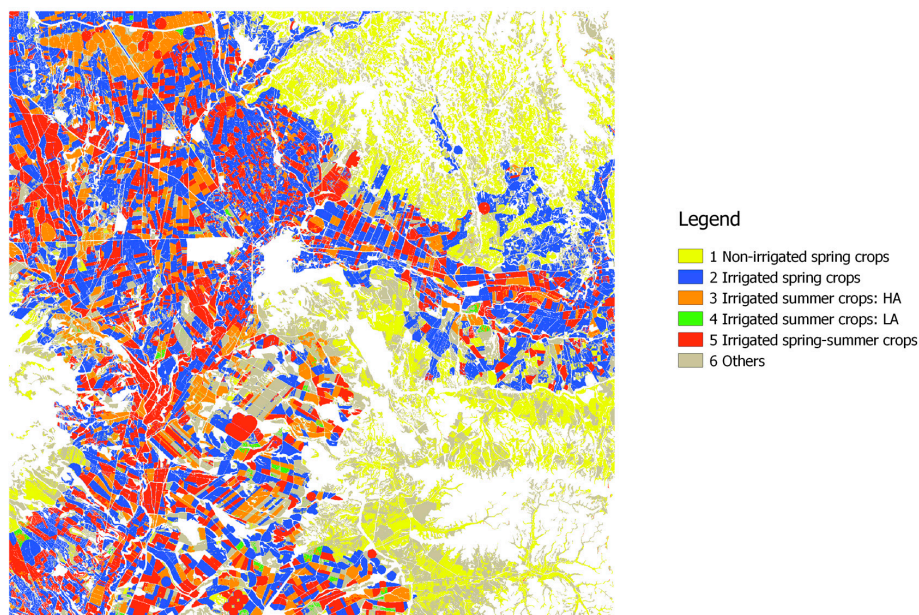 Legend
1 Non-irrigated spring crops
2 Irrigated spring crops
3 Irrigated summer crops: HA
4 Irrigated summer crops: LA
5 Irrigated spring-summer crops
6 Others